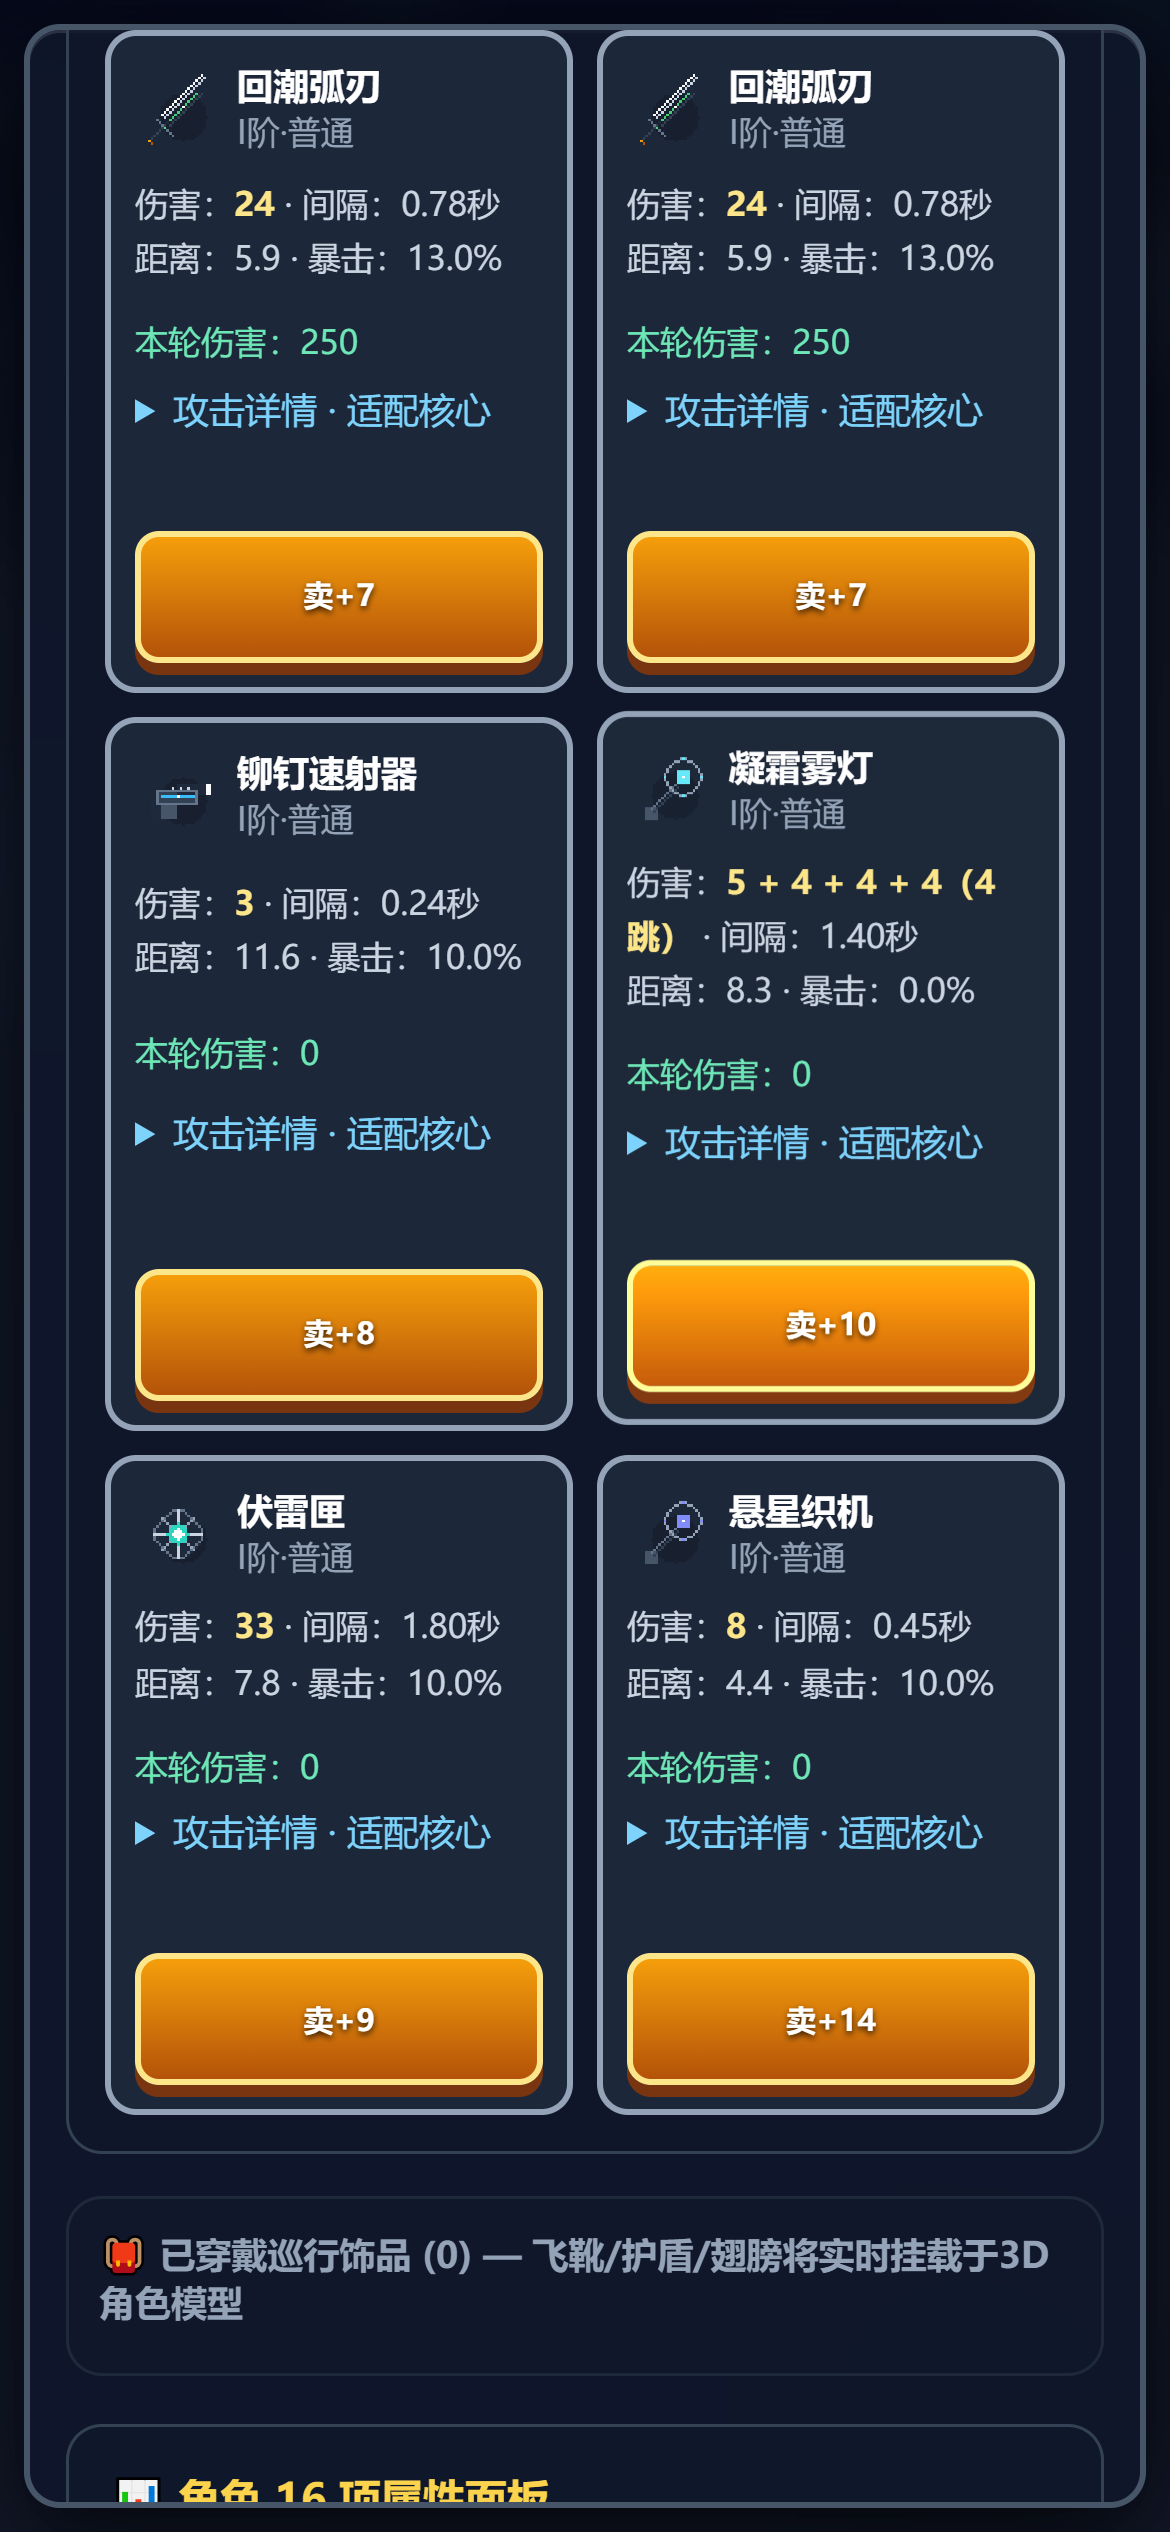 回潮弧刃
I阶·普通
伤害：24 · 间隔：0.78秒
距离：5.9 · 暴击：13.0%
本轮伤害：250
▶ 攻击详情 · 适配核心
卖+7
回潮弧刃
I阶·普通
伤害：24 · 间隔：0.78秒
距离：5.9 · 暴击：13.0%
本轮伤害：250
▶ 攻击详情 · 适配核心
卖+7
铆钉速射器
I阶·普通
伤害：3 · 间隔：0.24秒
距离：11.6 · 暴击：10.0%
本轮伤害：0
▶ 攻击详情 · 适配核心
卖+8
凝霜雾灯
I阶·普通
伤害：5 + 4 + 4 + 4（4
跳） · 间隔：1.40秒
距离：8.3 · 暴击：0.0%
本轮伤害：0
▶ 攻击详情 · 适配核心
卖+10
伏雷匣
I阶·普通
伤害：33 · 间隔：1.80秒
距离：7.8 · 暴击：10.0%
本轮伤害：0
▶ 攻击详情 · 适配核心
卖+9
悬星织机
I阶·普通
伤害：8 · 间隔：0.45秒
距离：4.4 · 暴击：10.0%
本轮伤害：0
▶ 攻击详情 · 适配核心
卖+14
已穿戴巡行饰品 (0) — 飞靴/护盾/翅膀将实时挂载于3D
角色模型
角色 16 项属性面板